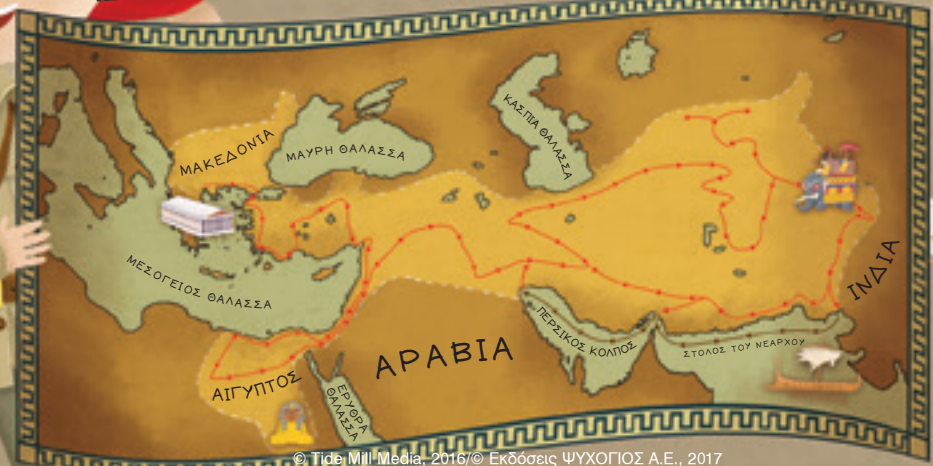 ΚΑΣΠΙΑ ΘΑΛΑΣΣΑ
ΜΑΚΕΔΟΝΙΑ
ΜΑΥΡΗ ΘΑΛΑΣΣΑ
ΜΕΣΟΓΕΙΟΣ ΘΑΛΑΣΣΑ
ΙΝΔΙΑ
ΠΕΡΣΙΚΟΣ ΚΟΛΠΟΣ
ΣΤΟΛΟΣ ΤΟΥ ΝΕΑΡΧΟΥ
ΑΡΑΒΙΑ
ΑΙΓΥΠΤΟΣ
ΕΡΥΘΡΑ
ΘΑΛΑΣΣΑ
© Tide Mill Media, 2016/© Εκδόσεις ΨΥΧΟΓΙΟΣ Α.Ε., 2017